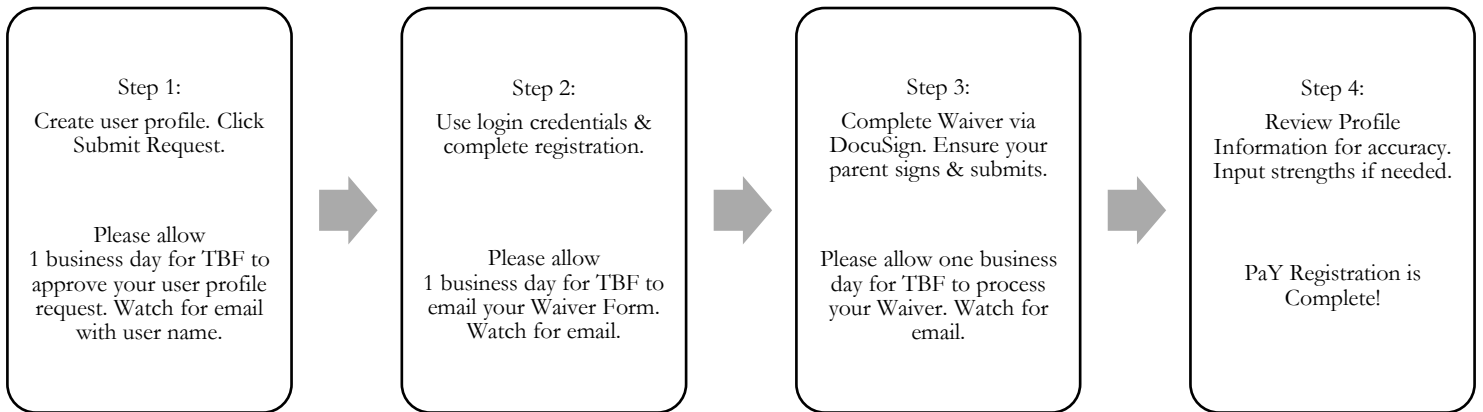 Step 1:
Create user profile. Click
Submit Request.
Please allow
1 business day for TBF to
approve your user profile
request. Watch for email
with user name.
Step 2:
Use login credentials &
complete registration.
Please allow
1 business day for TBF to
email your Waiver Form.
Watch for email.
Step 3:
Complete Waiver via
DocuSign. Ensure your
parent signs & submits.
Please allow one business
day for TBF to process
your Waiver. Watch for
email.
Step 4:
Review Profile
Information for accuracy.
Input strengths if needed.
PaY Registration is
Complete!